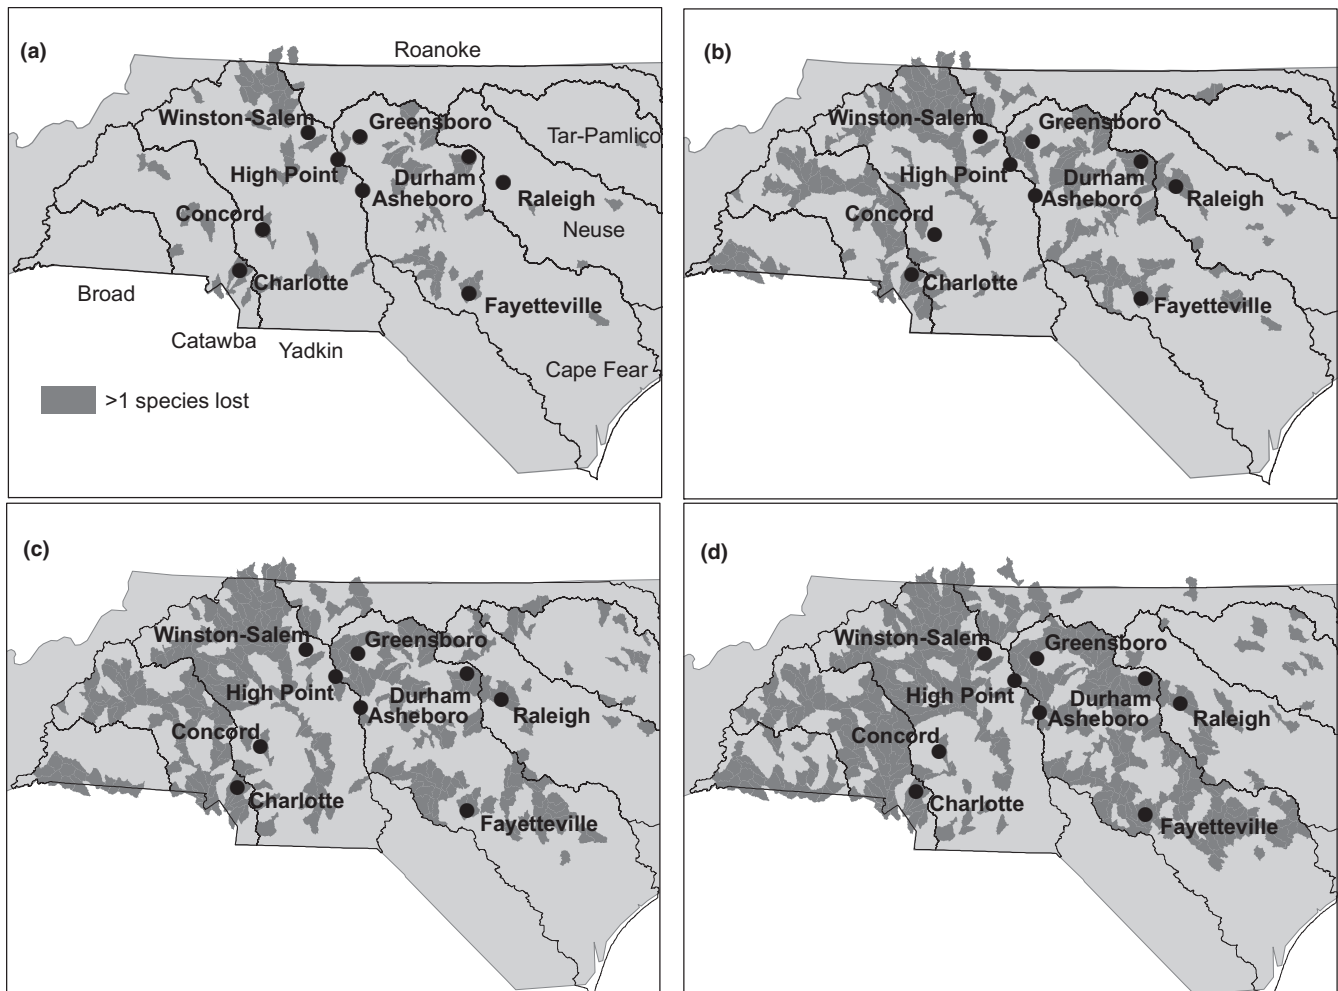 (a)
Roanoke
Winston-Salem
Greensboro
Tar-Pamlico
High Point
Durham
Asheboro
Raleigh
Concord
Neuse
Charlotte
Broad
Fayetteville
Catawba
Yadkin
Cape Fear
>1 species lost
(b)
Winston-Salem
Greensboro
High Point
Durham
Asheboro
Raleigh
Concord
Charlotte
Fayetteville
(c)
Winston-Salem
Greensboro
High Point
Durham
Asheboro
Raleigh
Concord
Charlotte
Fayetteville
(d)
Winston-Salem
Greensboro
High Point
Durham
Asheboro
Raleigh
Concord
Charlotte
Fayetteville